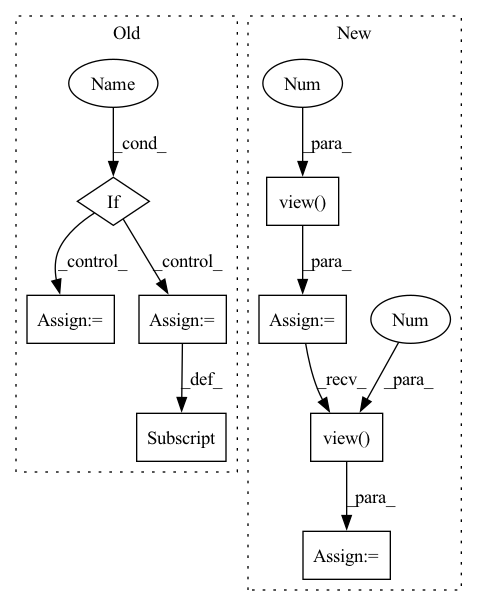 Old
New
Name
Num
_cond_
_para_
If
view()
_control_
_control_
_para_
Assign:=
Assign:=
Assign:=
Num
_def_
_recv_
_para_
Subscript
view()
_para_
Assign:=